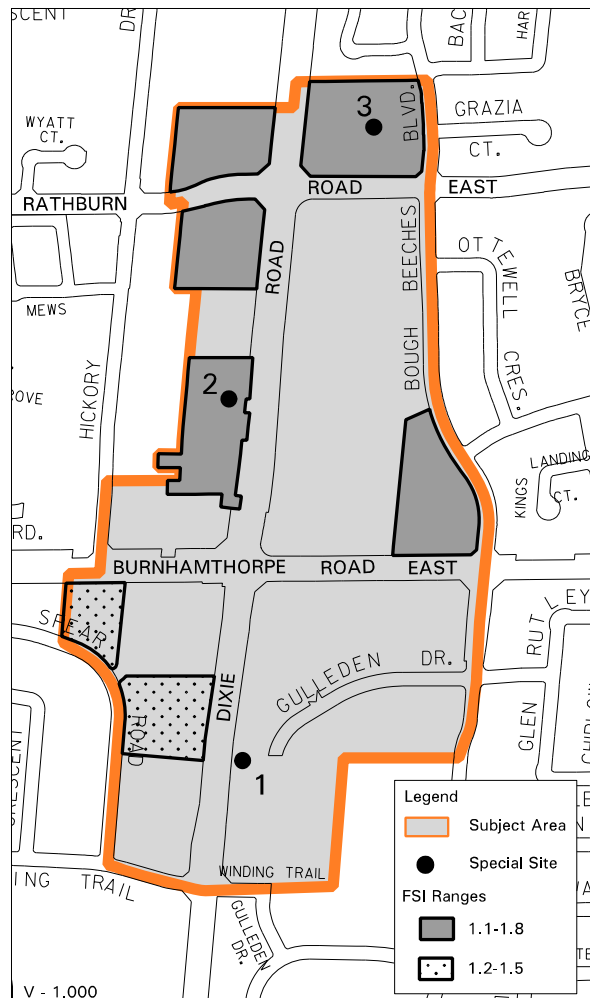 SCENT
DR
BAC
HAR
3
BLVD.
GRAZIA
CT.
WYATT
CT.
RATHBURN
ROAD
EAST
ROAD
BEECHES
BOUGH
OTTEWELL
CRES.
BRYCE
MEWS
HICKORY
OVE
2
LANDING
KINGS
CT.
RD.
BURNHAMTHORPE ROAD EAST
SPEAR
ROAD
RUTLEY
GULLEDEN DR.
DIXIE
GLEN
1
RESCENT
WINDING TRAIL
ING TRAIL
GULLEDEN
DR.
Legend
Subject Area
Special Site
FSI Ranges
1.1-1.8
1.2-1.5
V - 1.000